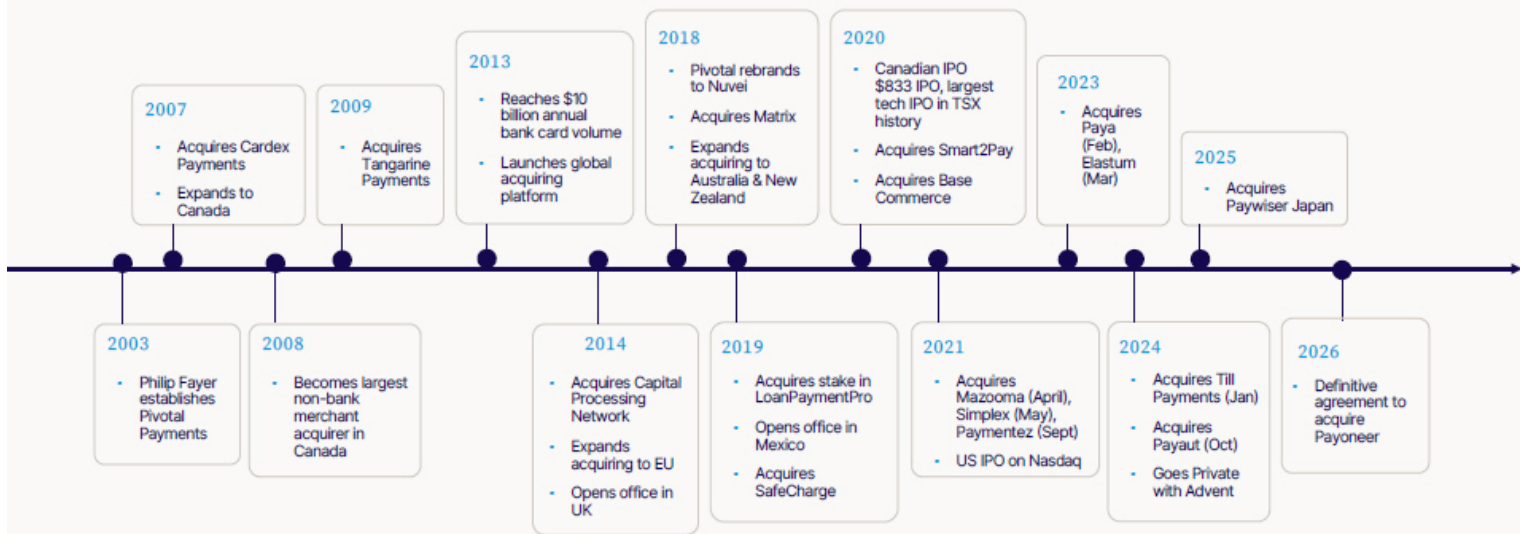 2007
Acquires Cardex
Payments
Expands to
Canada
2009
Acquires
Tangarine
Payments
2013
Reaches $10
billion annual
bank card volume
Launches global
acquiring
platform
2018
Pivotal rebrands
to Nuvei
Acquires Matrix
Expands
acquiring to
Australia & New
Zealand
2020
Canadian IPO
$833 IPO, largest
tech IPO in TSX
history
Acquires Smart2Pay
Acquires Base
Commerce
2023
Acquires
Paya
(Feb),
Elastum
(Mar)
2025
Acquires
Paywiser Japan
2003
Philip Fayer
establishes
Pivotal
Payments
2008
Becomes largest
non-bank
merchant
acquirer in
Canada
2014
Acquires Capital
Processing
Network
Expands
acquiring to EU
Opens office in
UK
2019
Acquires stake in
LoanPaymentPro
Opens office in
Mexico
Acquires
SafeCharge
2021
Acquires
Mazooma (April),
Simplex (May),
Paymentez (Sept)
US IPO on Nasdaq
2024
Acquires Till
Payments (Jan)
Acquires
Payaut (Oct)
Goes Private
with Advent
2026
Definitive
agreement to
acquire
Payoneer